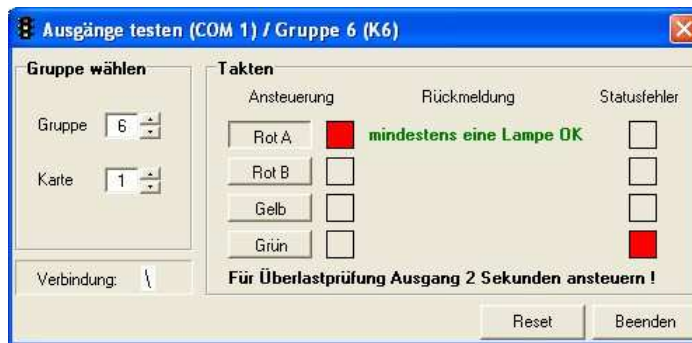 Ausgänge testen (COM 1) / Gruppe 6 (K6)
Gruppe wählen
Gruppe 6
Karte 1
Verbindung: \
Takten
Ansteuerung Rückmeldung Statusfehler
Rot A mindestens eine Lampe OK
Rot B
Gelb
Grün
Für Überlastprüfung Ausgang 2 Sekunden ansteuern !
Reset Beenden